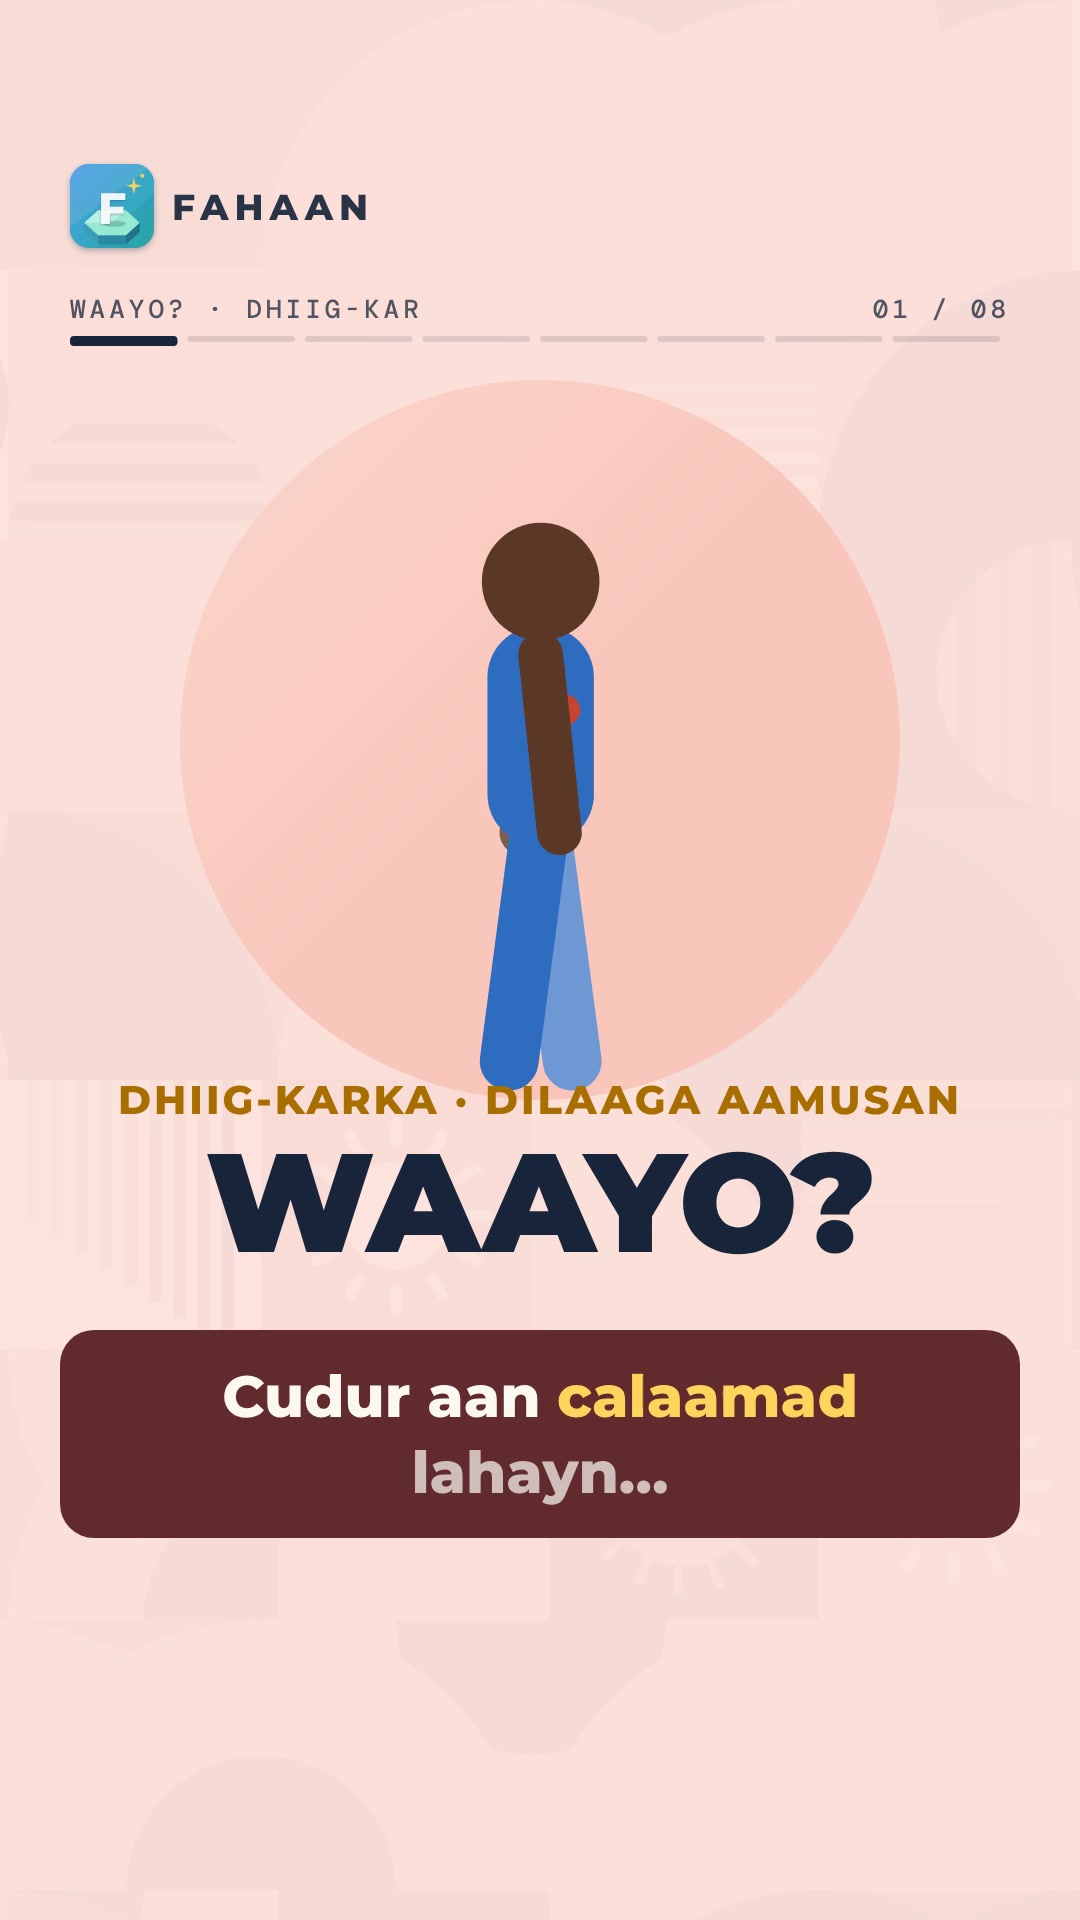 F
FAHAAN
WAAYO? · DHIIG-KAR
01 / 08
DHIIG-KARKA · DILAAGA AAMUSAN
WAAYO?
Cudur aan calaamad
lahayn...